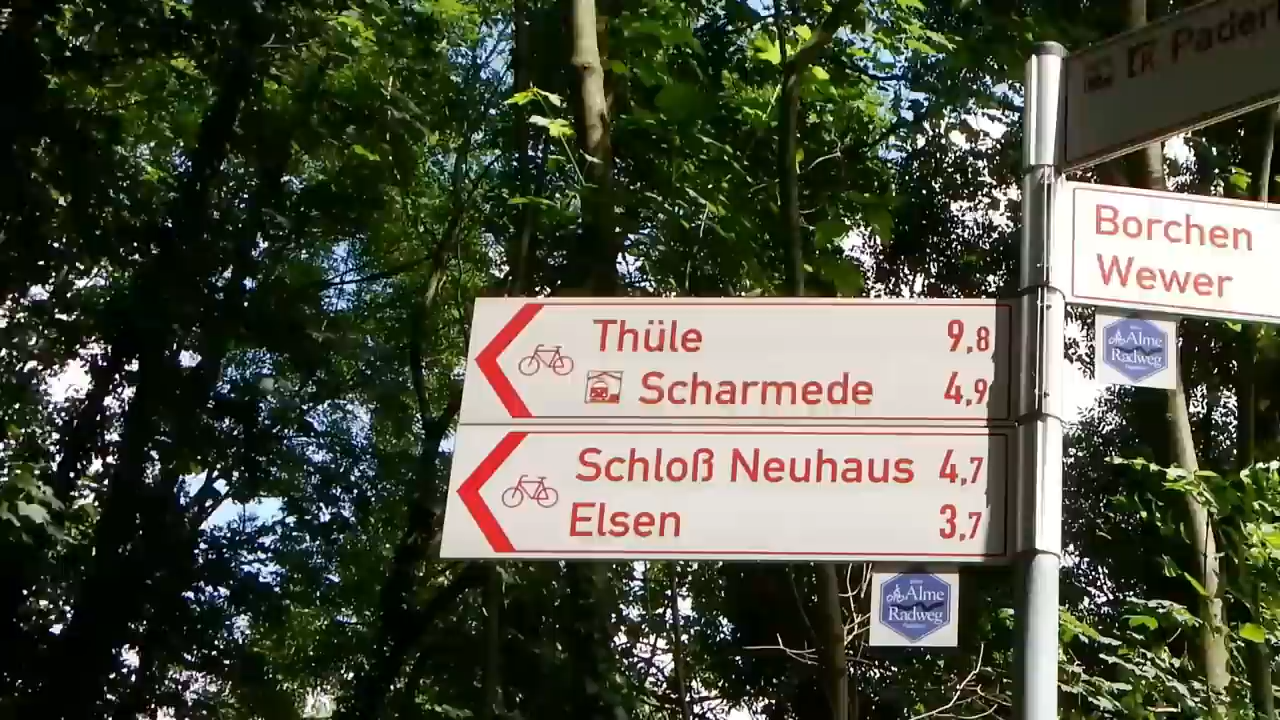 Borchen
Wewer
Thüle 9,8
Scharmede 4,9
Schloß Neuhaus 4,7
Elsen 3,7
Alme
Radweg
Alme
Radweg